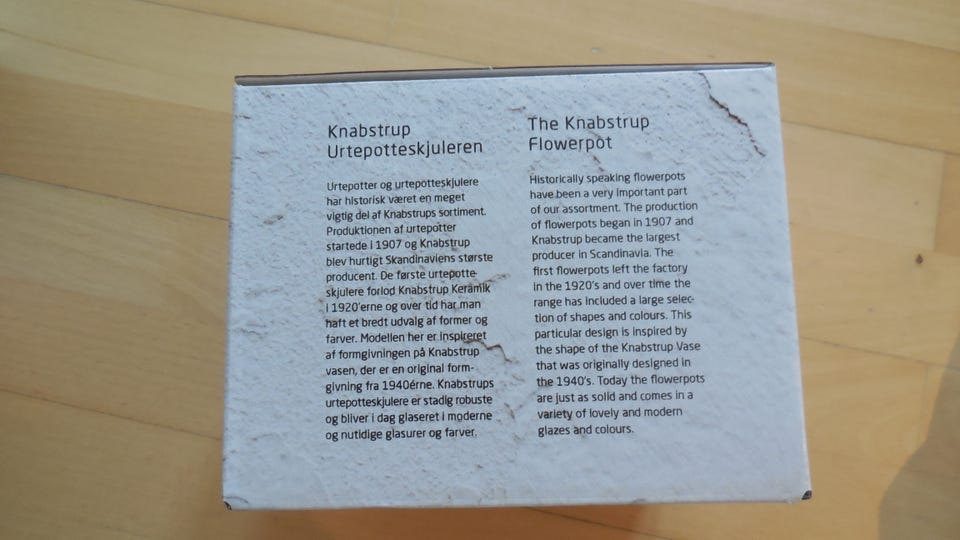 Knabstrup
Urtepotteskjuleren
Urtepotter og urtepotteskjulere
har historisk været en meget
vigtig del af Knabstrups sortiment.
Produktionen af urtepotter
startede i 1907 og Knabstrup
blev hurtigt Skandinaviens største
producent. De første urtepotte-
skjulere forlod Knabstrup Keramik
i 1920'erne og over tid har man
haft et bredt udvalg af former og
farver. Modellen her er inspireret
af formgivningen på Knabstrup
vasen, der er en original form-
givning fra 1940érne. Knabstrups
urtepotteskjulere er stadig robuste
og bliver i dag glaseret i moderne
og nutidige glasurer og farver.
The Knabstrup
Flowerpot
Historically speaking flowerpots
have been a very important part
of our assortment. The production
of flowerpots began in 1907 and
Knabstrup became the largest
producer in Scandinavia. The
first flowerpots left the factory
in the 1920's and over time the
range has included a large selec-
tion of shapes and colours. This
particular design is inspired by
the shape of the Knabstrup Vase
that was originally designed in
the 1940's. Today the flowerpots
are just as solid and comes in a
variety of lovely and modern
glazes and colours.